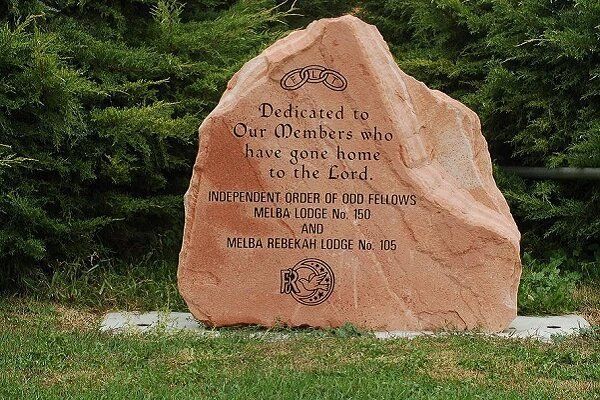 F L T
Dedicated to
Our Members who
have gone home
to the Lord.
INDEPENDENT ORDER OF ODD FELLOWS
MELBA LODGE No. 150
AND
MELBA REBEKAH LODGE No. 105
R